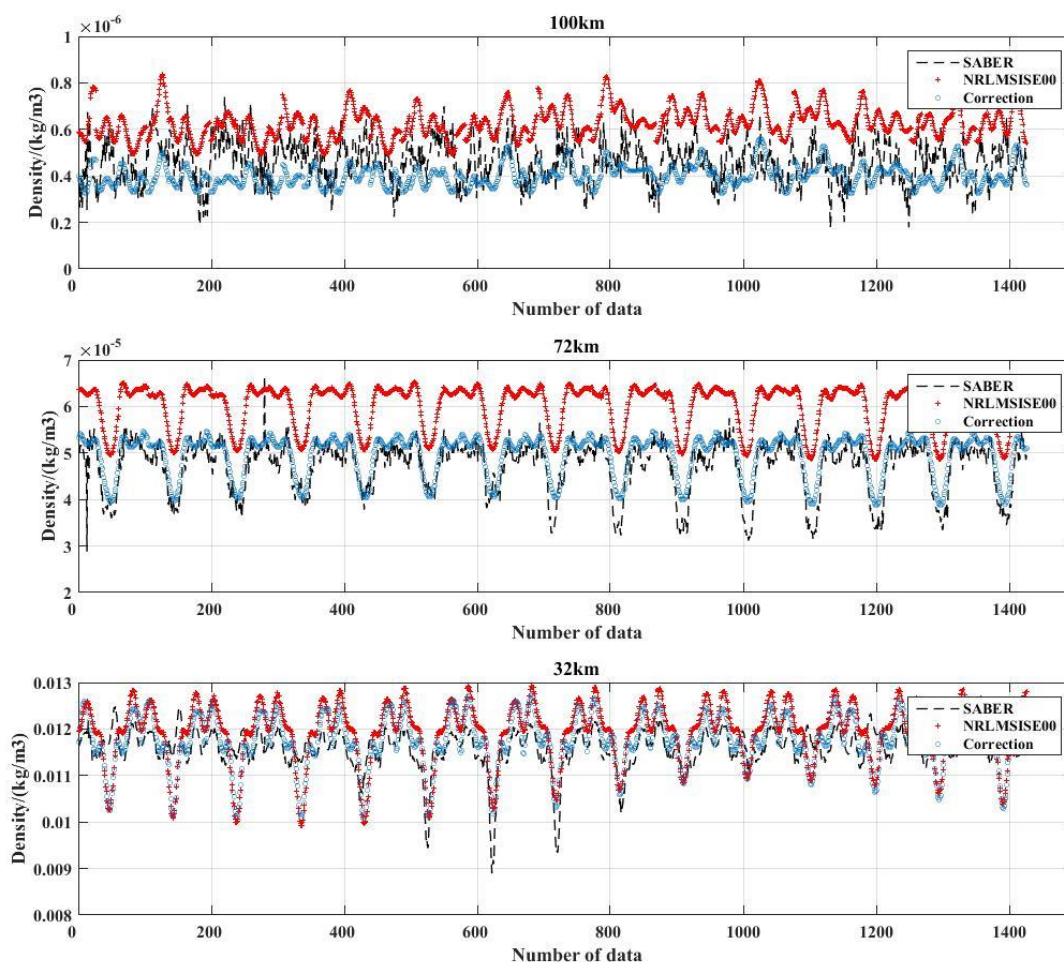 100km
×10-6
1
0.8
0.6
0.4
0.2
0
Density/(kg/m3)
SABER
NRLMSISE00
Correction
0 200 400 600 800 1000 1200 1400
Number of data
72km
×10-5
7
6
5
4
3
2
Density/(kg/m3)
SABER
NRLMSISE00
Correction
0 200 400 600 800 1000 1200 1400
Number of data
32km
0.013
0.012
0.011
0.01
0.009
0.008
Density/(kg/m3)
SABER
NRLMSISE00
Correction
0 200 400 600 800 1000 1200 1400
Number of data